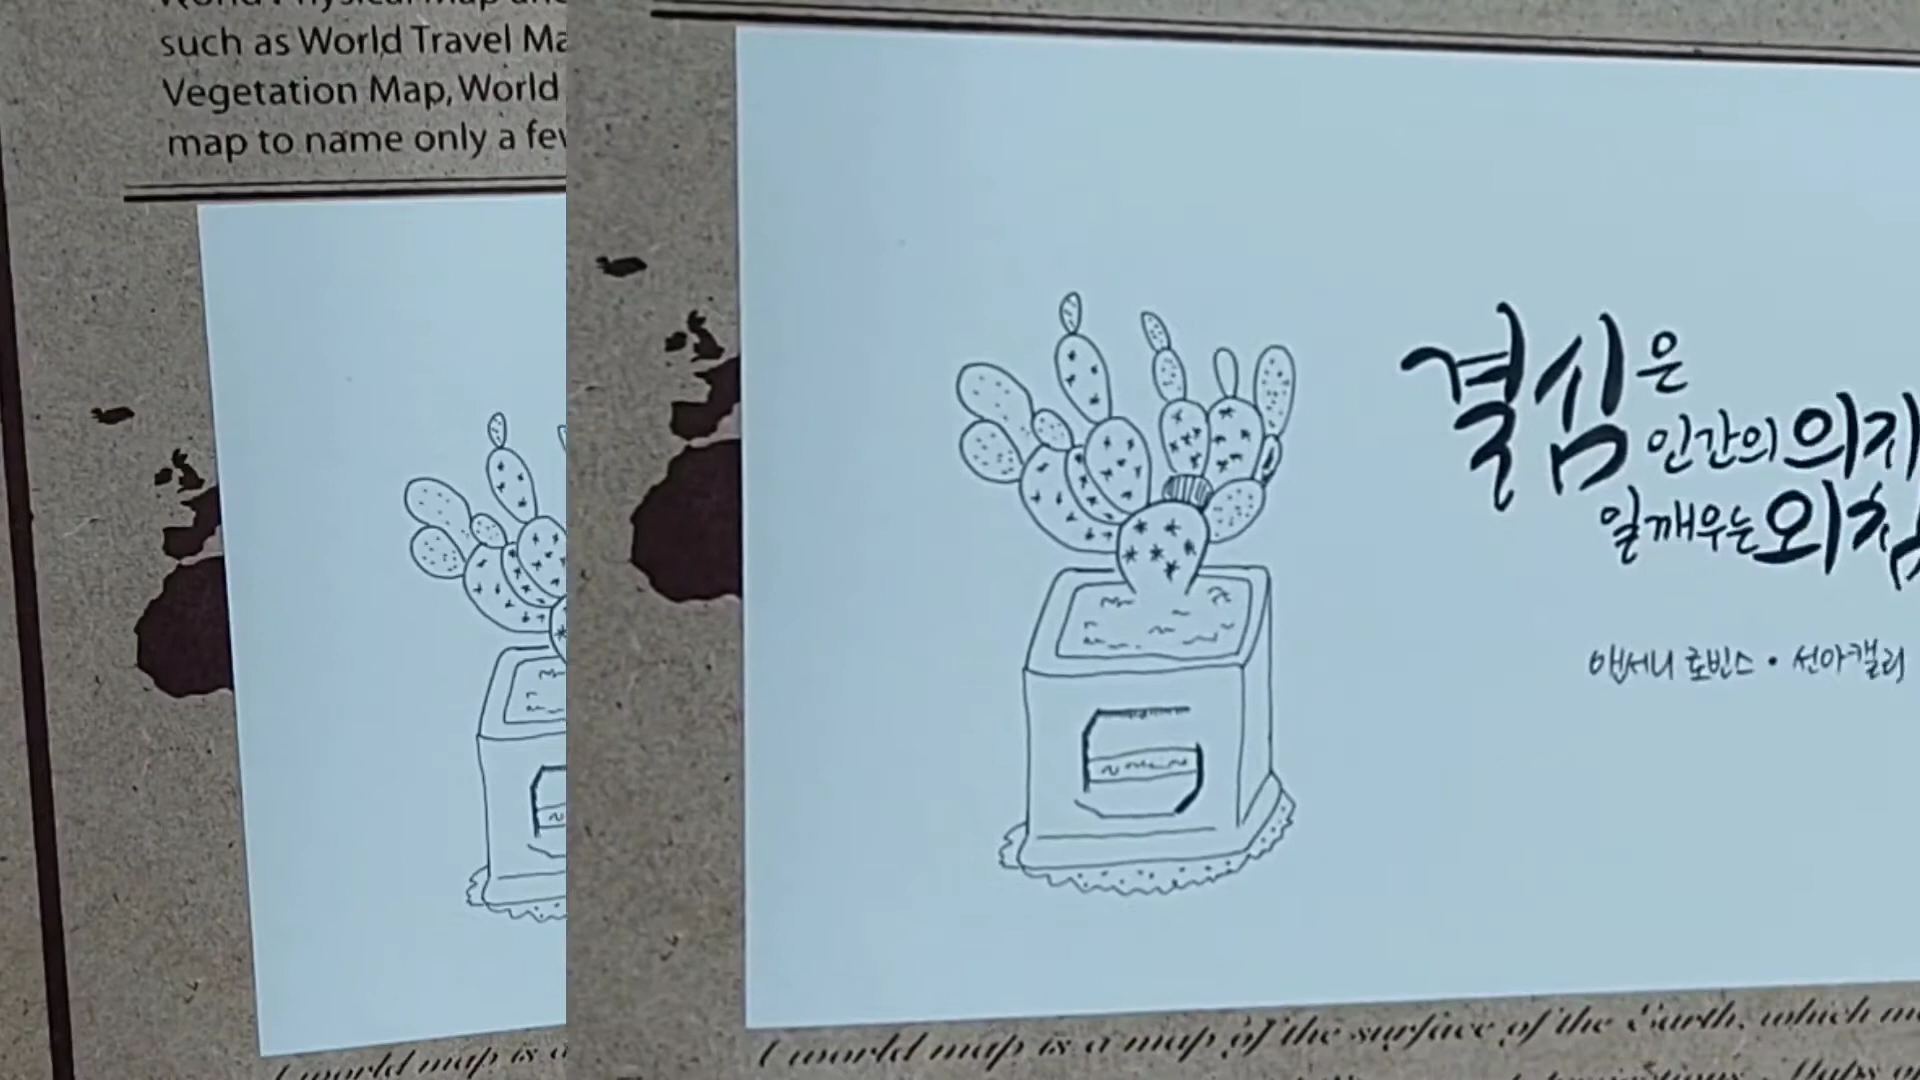 such as World Travel Ma
Vegetation Map, World
map to name only a few
world map is a
결심은
인간의 의지
일깨우는 외침
앤서니 로빈스 • 선아캘리
world map is a map of the surface of the Earth, which m